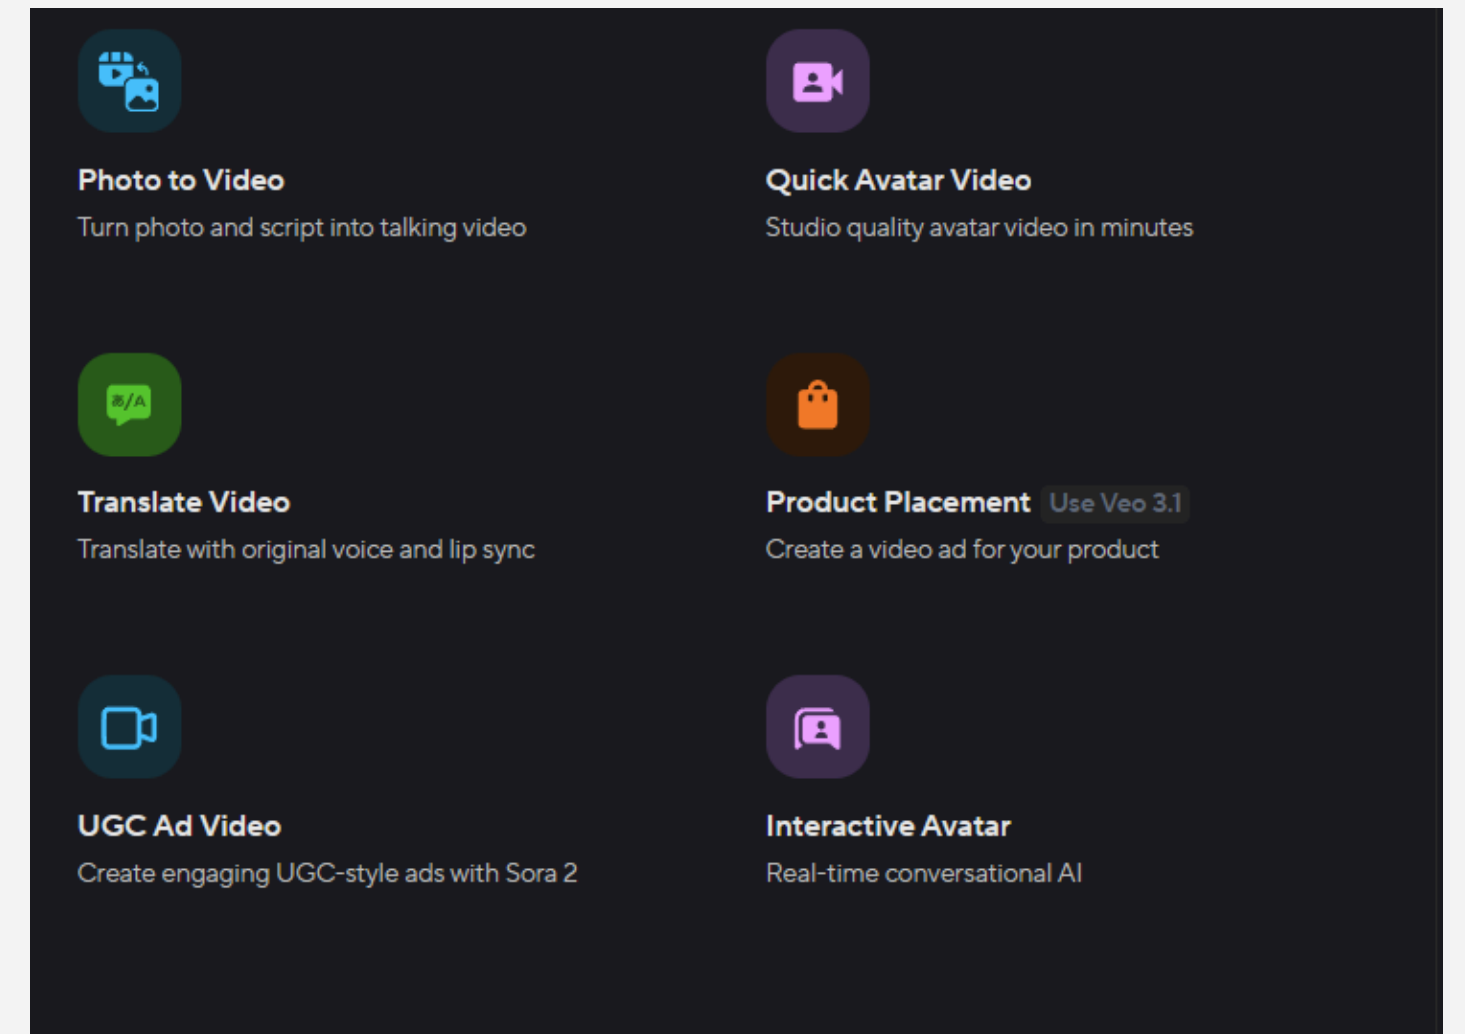 Photo to Video
Turn photo and script into talking video
Quick Avatar Video
Studio quality avatar video in minutes
あ/A
Translate Video
Translate with original voice and lip sync
Product Placement Use Veo 3.1
Create a video ad for your product
UGC Ad Video
Create engaging UGC-style ads with Sora 2
Interactive Avatar
Real-time conversational AI